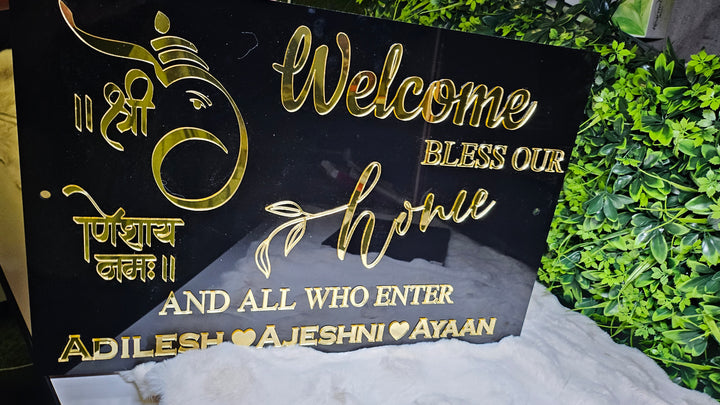 ॥ श्री
गणेशाय
नमः॥
Welcome
BLESS OUR
home
AND ALL WHO ENTER
ADILESH ♥ AJESHNI ♥ AYAAN